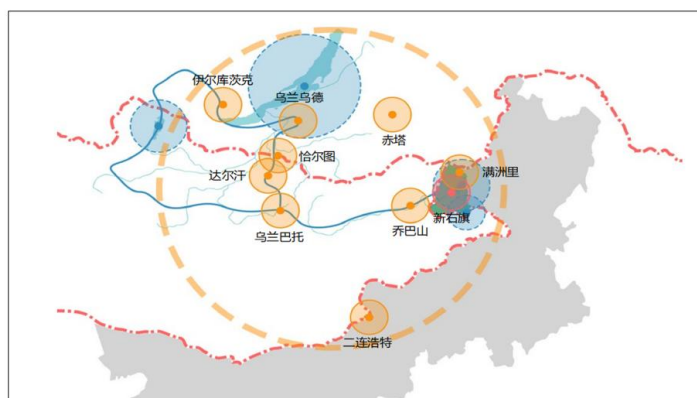 伊尔库茨克
乌兰乌德
赤塔
恰尔图
满洲里
达尔汗
新右旗
乌兰巴托
乔巴山
二连浩特